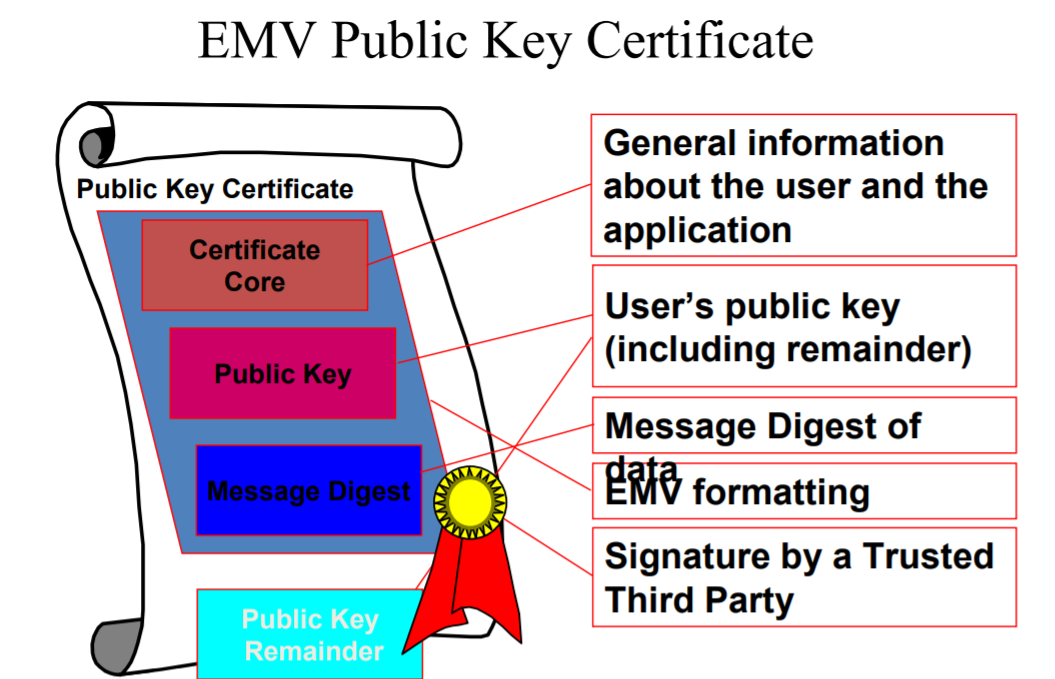 EMV Public Key Certificate
Public Key Certificate
Certificate
Core
Public Key
Message Digest
Public Key
Remainder
General information
about the user and the
application
User's public key
(including remainder)
Message Digest of
data
EMV formatting
Signature by a Trusted
Third Party